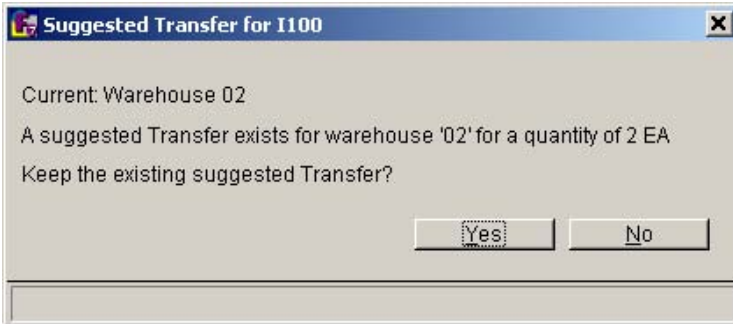 Suggested Transfer for I100
Current: Warehouse 02
A suggested Transfer exists for warehouse '02' for a quantity of 2 EA
Keep the existing suggested Transfer?
Yes No